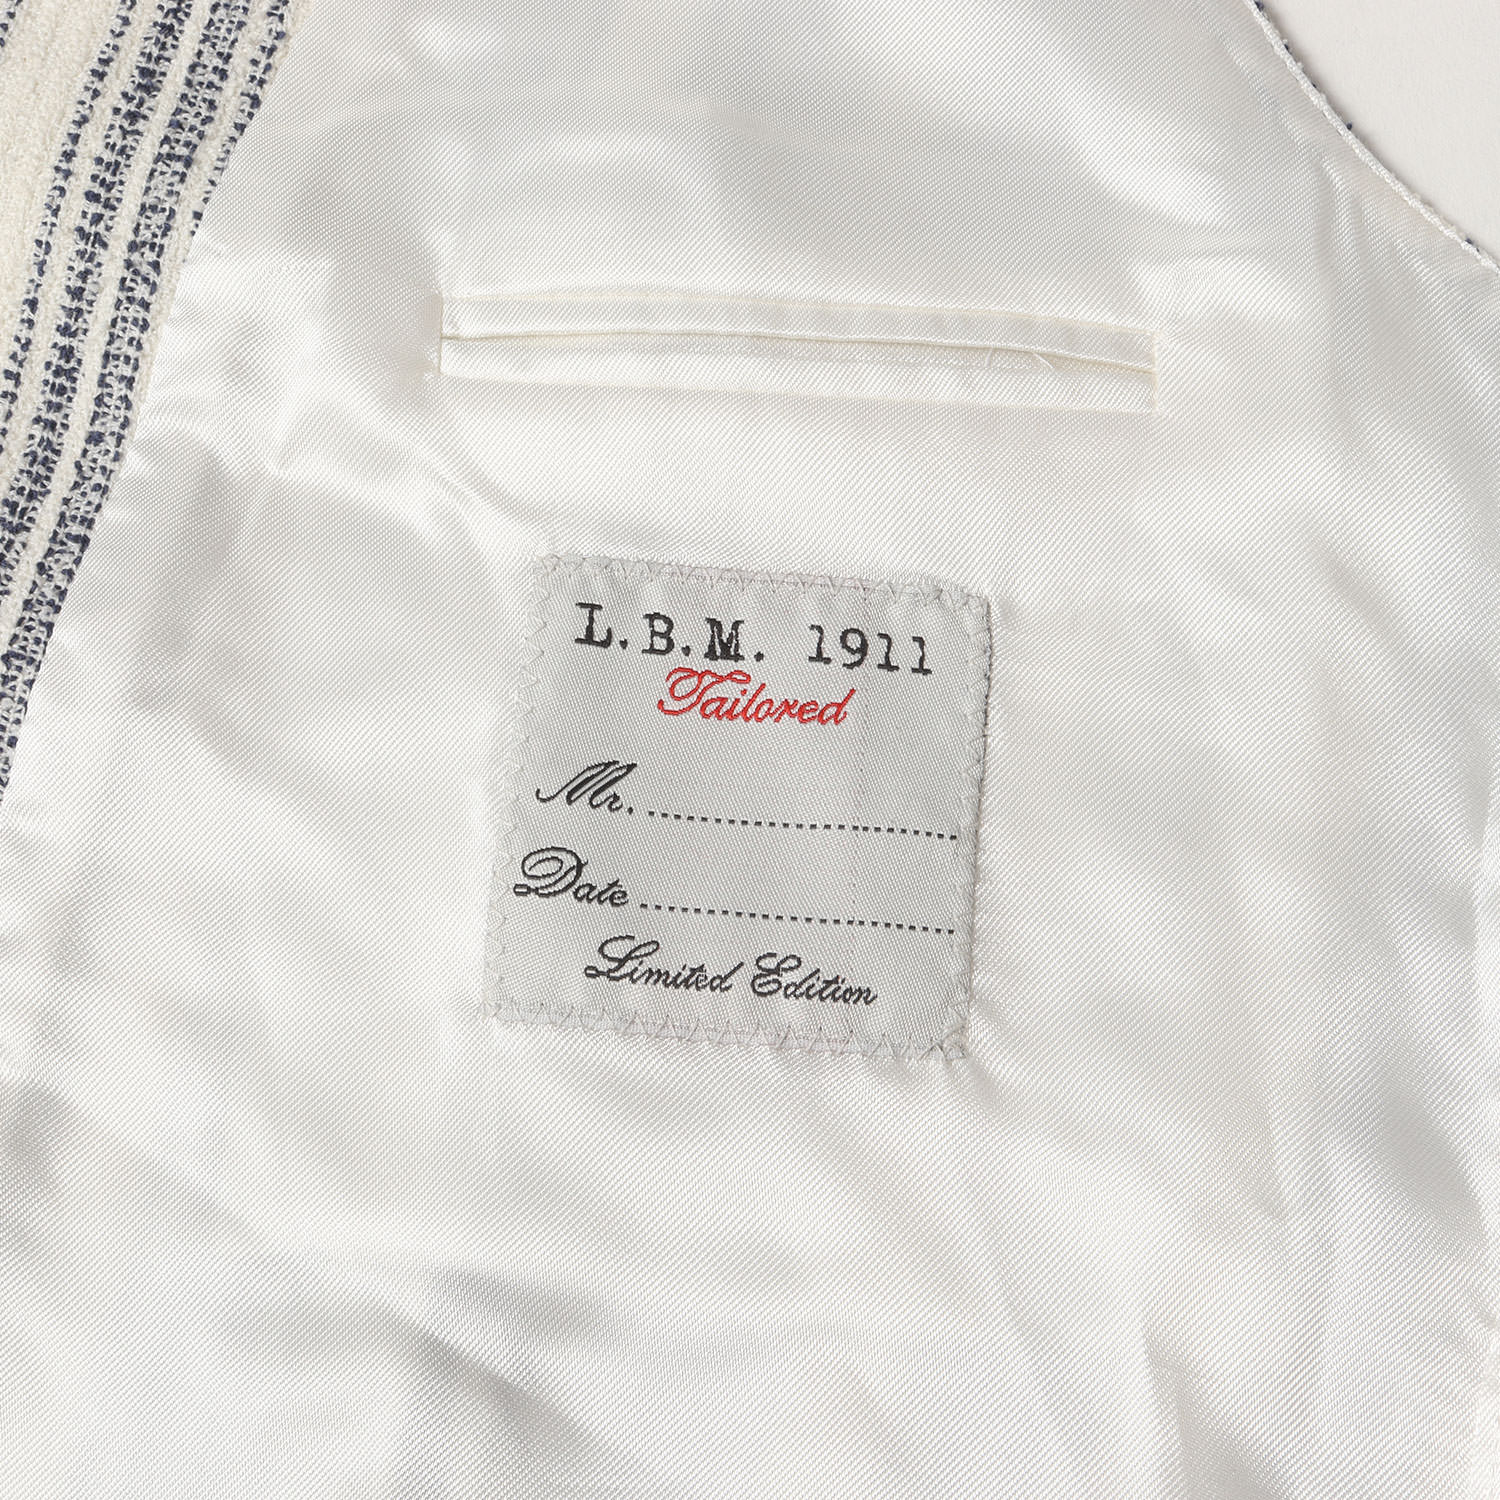 L.B.M. 1911
Tailored
Mr. ..............................
Date ..............................
Limited Edition